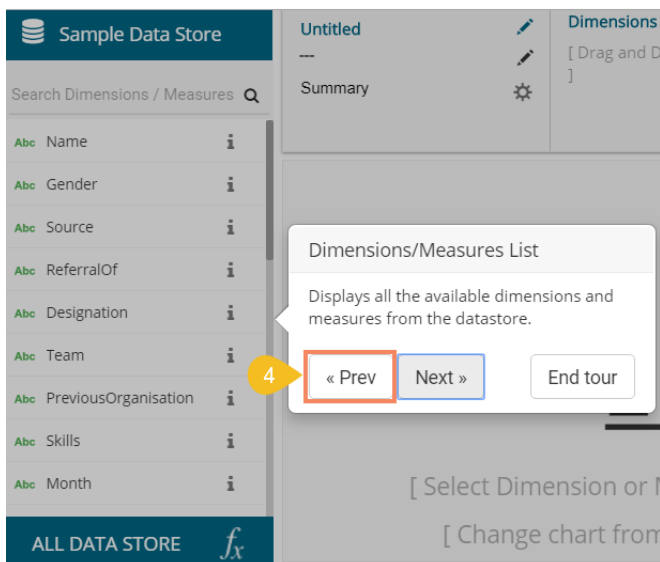 Sample Data Store
Search Dimensions / Measures
Abc Name
Abc Gender
Abc Source
Abc ReferralOf
Abc Designation
Abc Team
Abc PreviousOrganisation
Abc Skills
Abc Month
ALL DATA STORE fx
Untitled
---
Summary
Dimensions
[ Drag and D
]
Dimensions/Measures List
Displays all the available dimensions and
measures from the datastore.
4
« Prev Next » End tour
[ Select Dimension or M
[ Change chart from